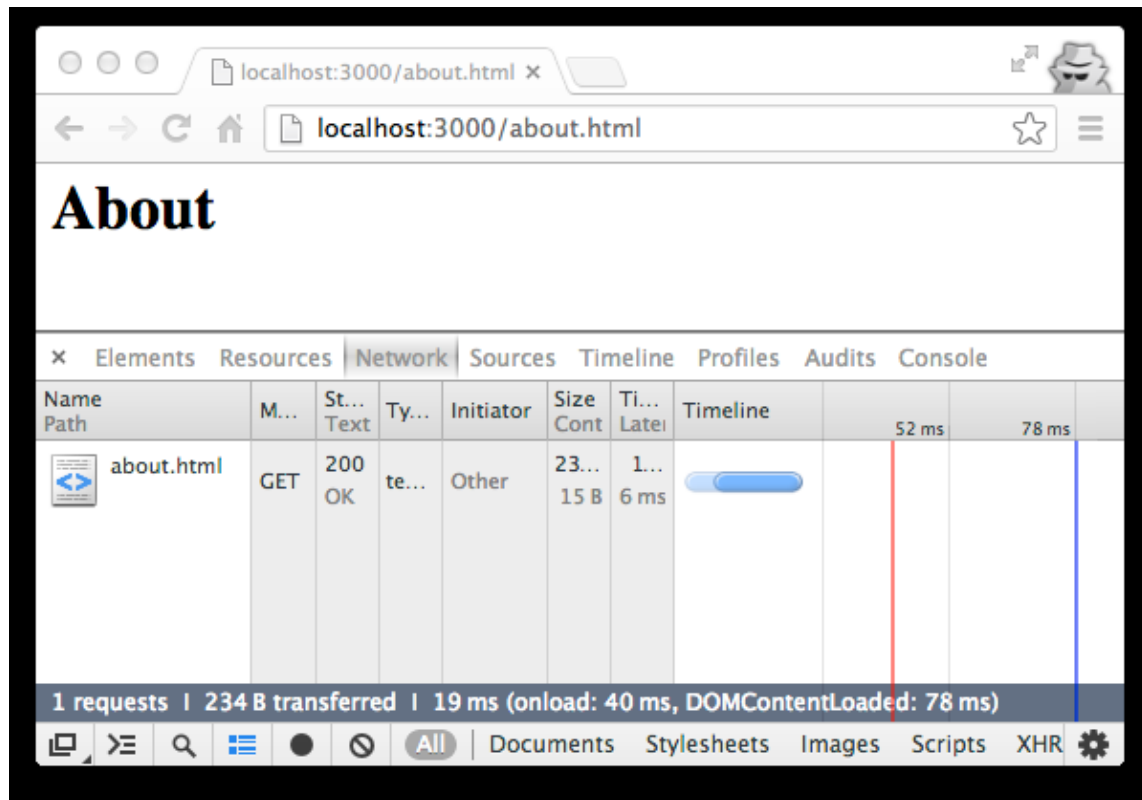 localhost:3000/about.html ×
localhost:3000/about.html
About
× Elements Resources Network Sources Timeline Profiles Audits Console
Name M... St... Ty... Initiator Size Ti... Timeline
Path Text Cont Later 52 ms 78 ms
about.html GET 200 te... Other 23... 1...
OK 15 B 6 ms
1 requests | 234 B transferred | 19 ms (onload: 40 ms, DOMContentLoaded: 78 ms)
All | Documents Stylesheets Images Scripts XHR